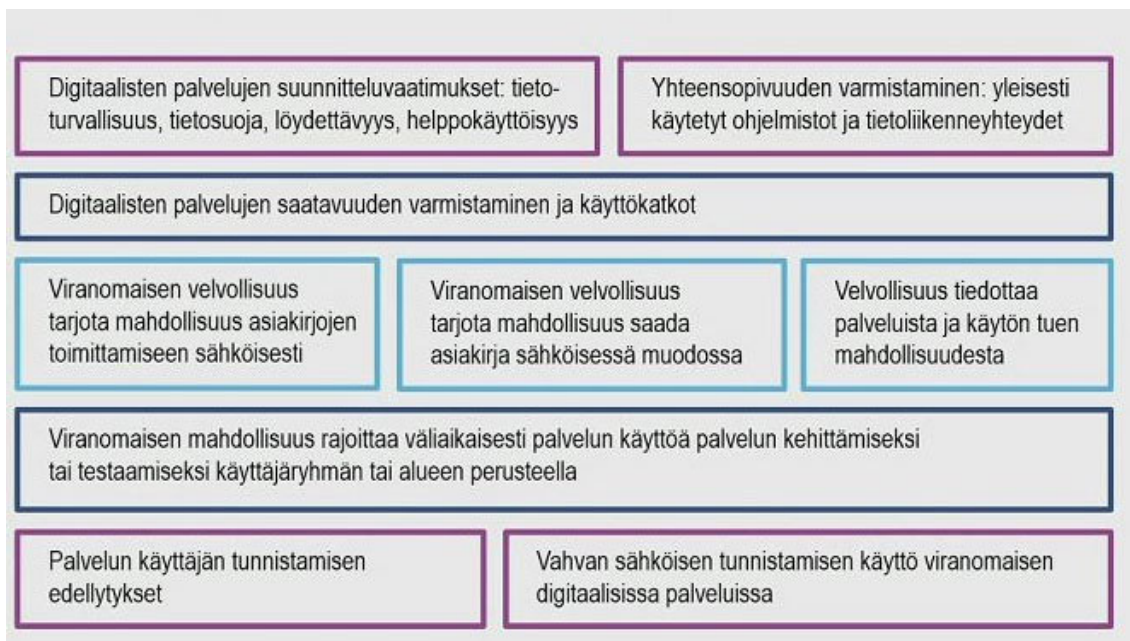 Digitaalisten palvelujen suunnitteluvaatimukset: tieto-
turvallisuus, tietosuoja, löydettävyys, helppokäyttöisyys
Yhteensopivuuden varmistaminen: yleisesti
käytetyt ohjelmistot ja tietoliikenneyhteydet
Digitaalisten palvelujen saatavuuden varmistaminen ja käyttökatkot
Viranomaisen velvollisuus
tarjota mahdollisuus asiakirjojen
toimittamiseen sähköisesti
Viranomaisen velvollisuus
tarjota mahdollisuus saada
asiakirja sähköisessä muodossa
Velvollisuus tiedottaa
palveluista ja käytön tuen
mahdollisuudesta
Viranomaisen mahdollisuus rajoittaa väliaikaisesti palvelun käyttöä palvelun kehittämiseksi
tai testaamiseksi käyttäjäryhmän tai alueen perusteella
Palvelun käyttäjän tunnistamisen
edellytykset
Vahvan sähköisen tunnistamisen käyttö viranomaisen
digitaalisissa palveluissa